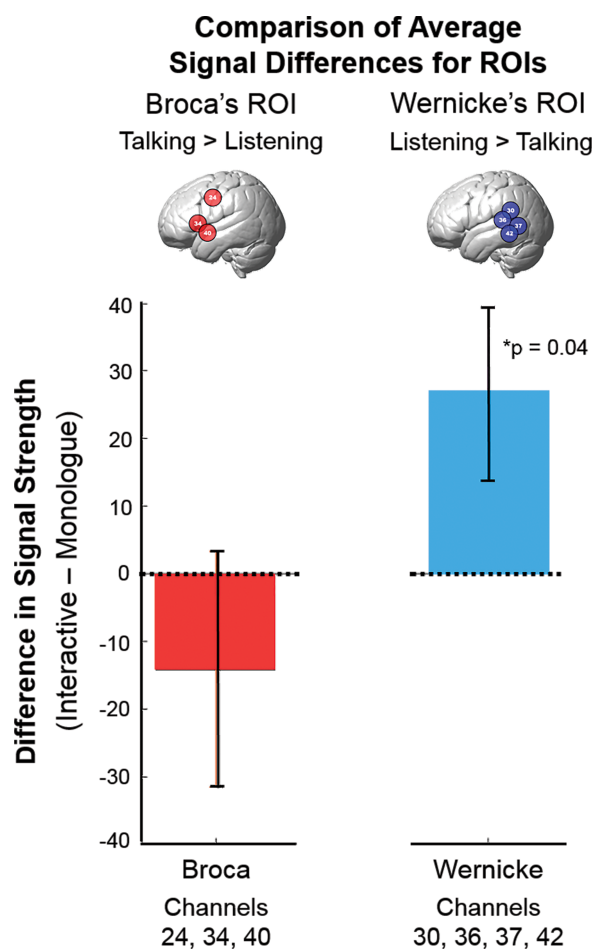 Comparison of Average
Signal Differences for ROIs
Broca's ROI
Talking > Listening
Wernicke's ROI
Listening > Talking
24
34
40
30
36
37
42
Difference in Signal Strength
(Interactive – Monologue)
40
30
20
10
0
-10
-20
-30
-40
*p = 0.04
Broca
Channels
24, 34, 40
Wernicke
Channels
30, 36, 37, 42